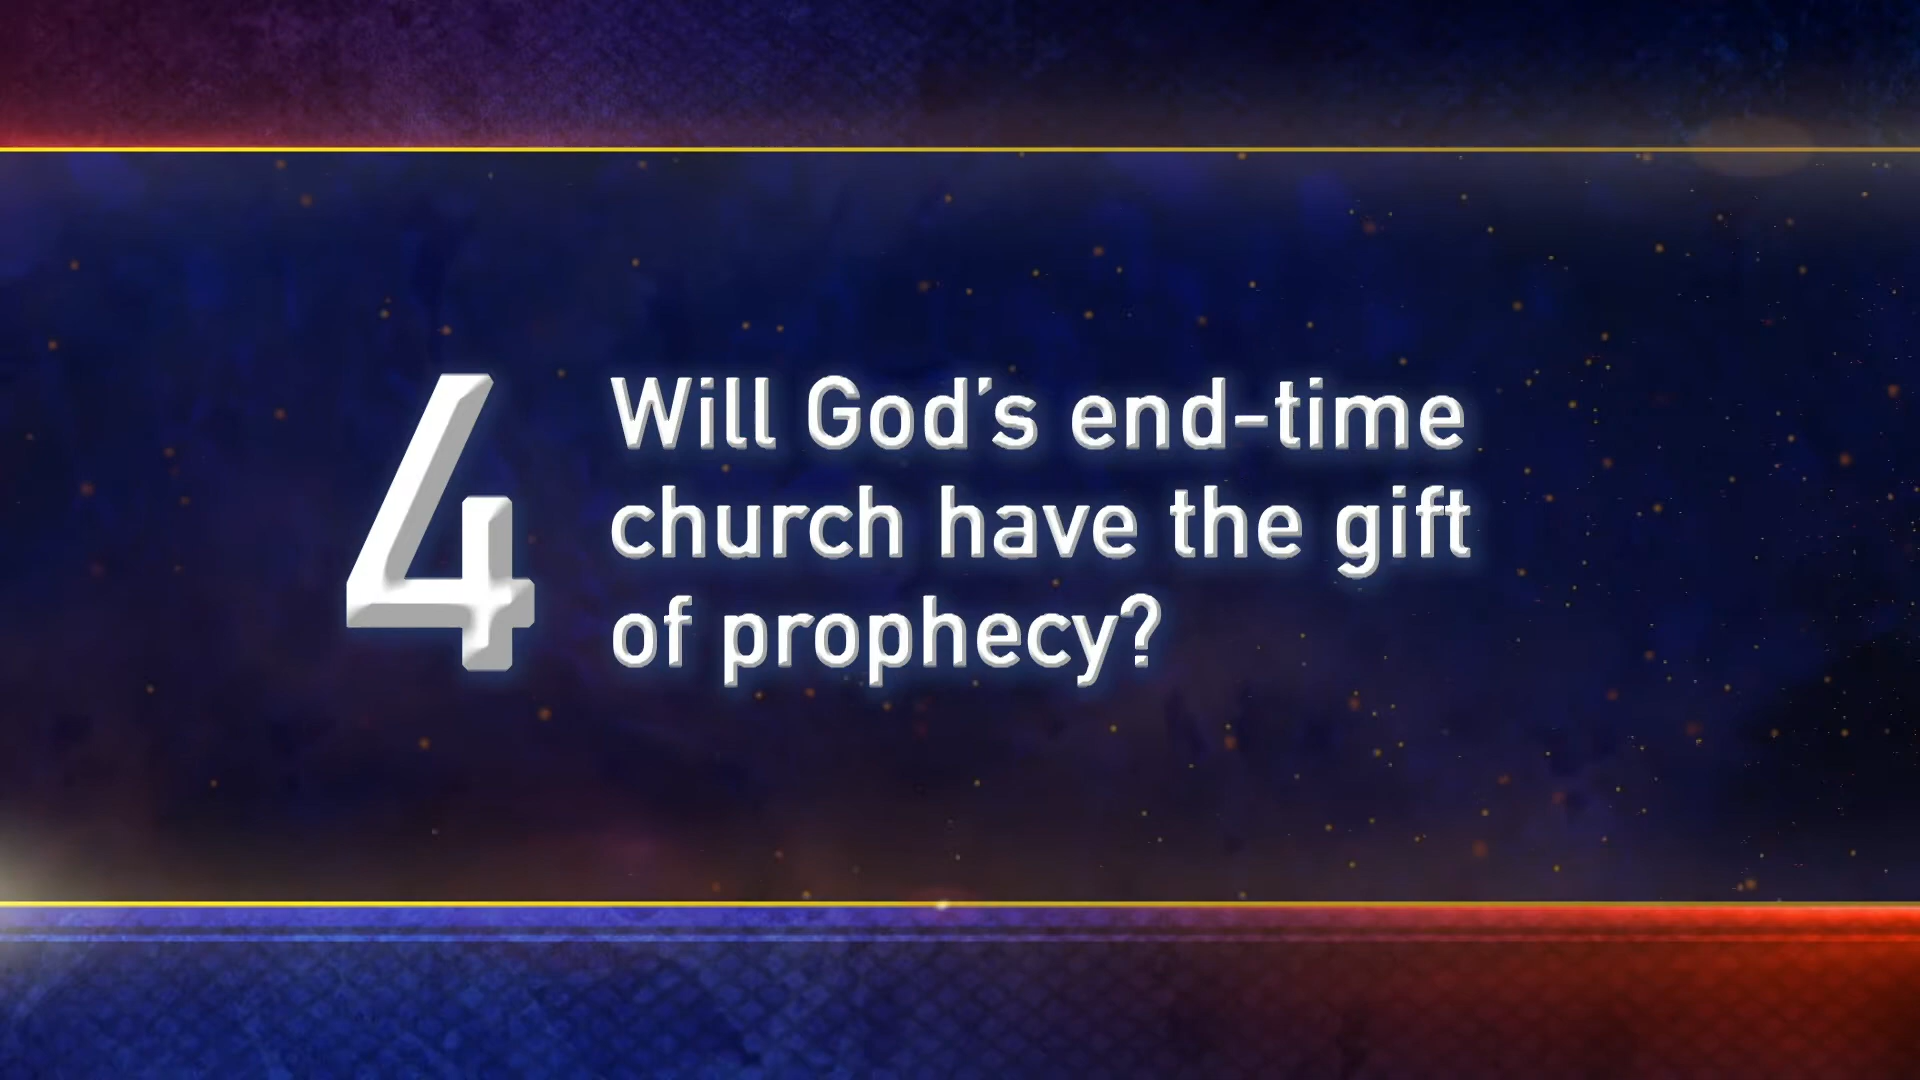 4
Will God's end-time
church have the gift
of prophecy?